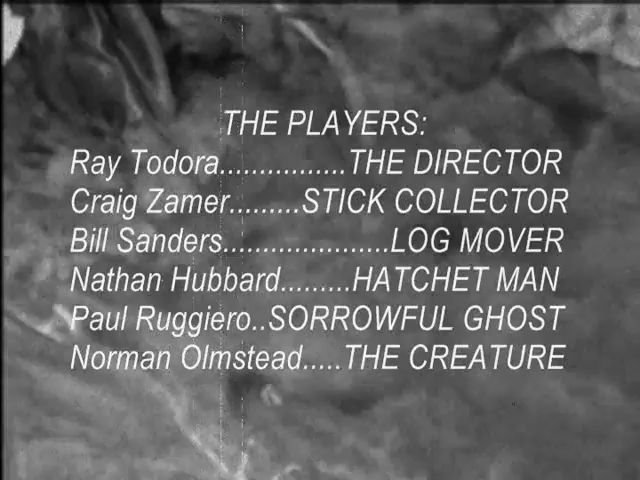 THE PLAYERS:
Ray Todora................THE DIRECTOR
Craig Zamer.........STICK COLLECTOR
Bill Sanders.....................LOG MOVER
Nathan Hubbard.........HATCHET MAN
Paul Ruggiero..SORROWFUL GHOST
Norman Olmstead.....THE CREATURE